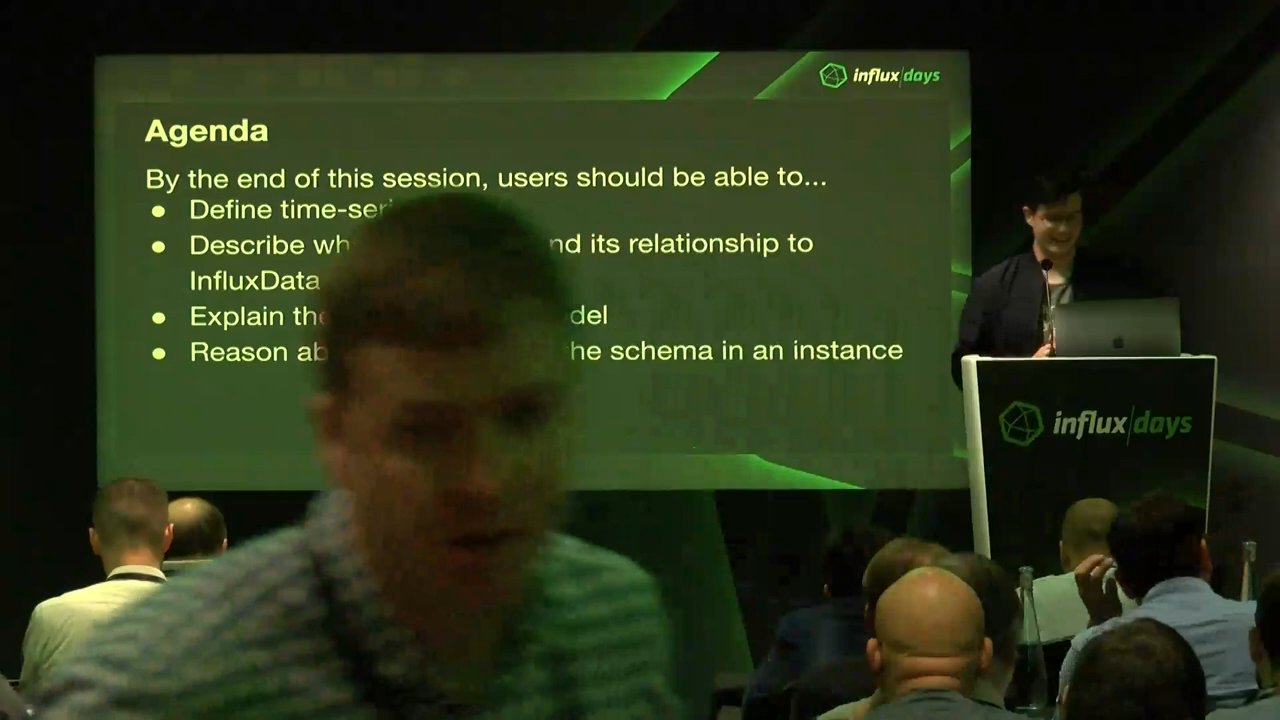 influx|days
Agenda
By the end of this session, users should be able to...
● Define time-seri
● Describe wh nd its relationship to
InfluxData
● Explain the del
● Reason ab he schema in an instance
influx|days